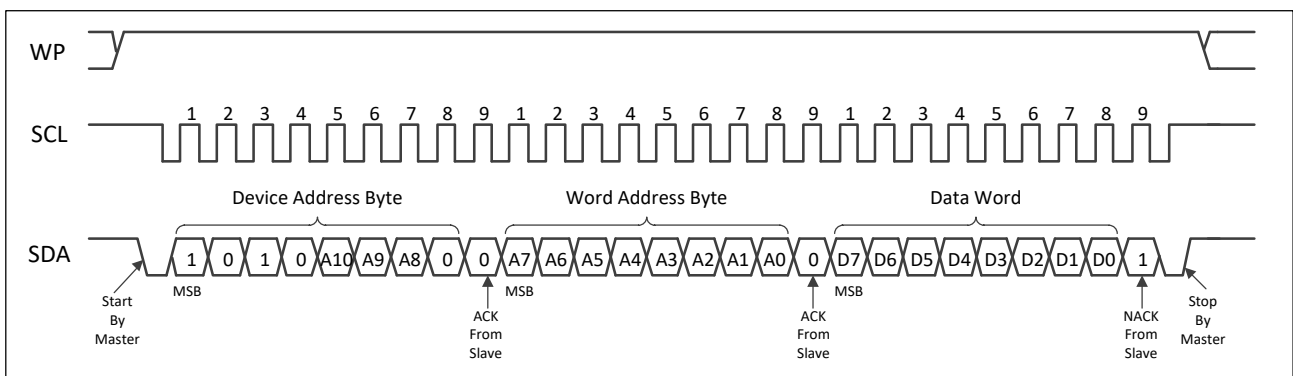 WP
1 2 3 4 5 6 7 8 9 1 2 3 4 5 6 7 8 9 1 2 3 4 5 6 7 8 9
SCL
Device Address Byte Word Address Byte Data Word
SDA
1 0 1 0 A10 A9 A8 0 0 A7 A6 A5 A4 A3 A2 A1 A0 0 D7 D6 D5 D4 D3 D2 D1 D0 1
MSB MSB MSB
Start
By
Master
ACK
From
Slave
ACK
From
Slave
NACK
From
Slave
Stop
By
Master